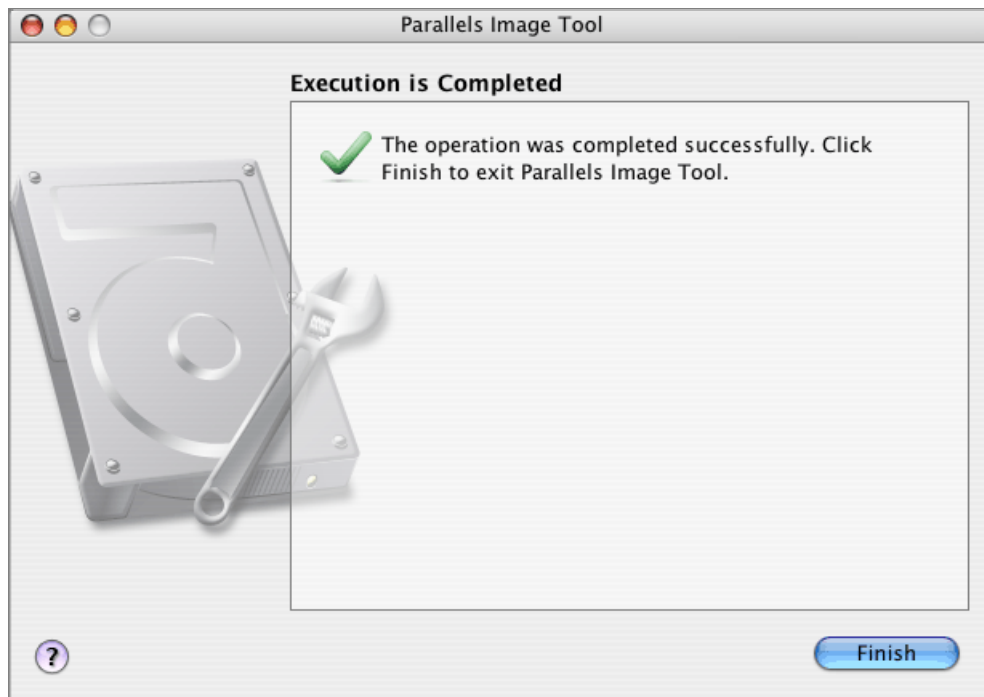 Parallels Image Tool
Execution is Completed
The operation was completed successfully. Click
Finish to exit Parallels Image Tool.
?
Finish